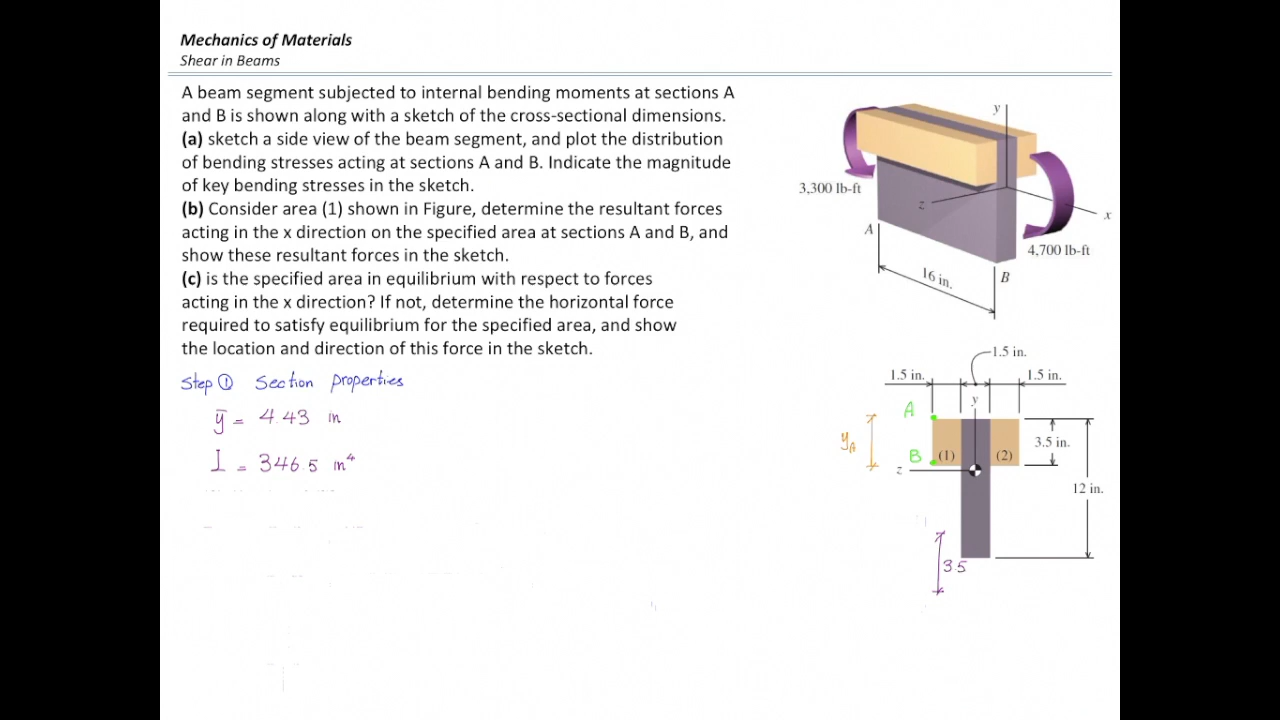 Mechanics of Materials
Shear in Beams
A beam segment subjected to internal bending moments at sections A
and B is shown along with a sketch of the cross-sectional dimensions.
(a) sketch a side view of the beam segment, and plot the distribution
of bending stresses acting at sections A and B. Indicate the magnitude
of key bending stresses in the sketch.
(b) Consider area (1) shown in Figure, determine the resultant forces
acting in the x direction on the specified area at sections A and B, and
show these resultant forces in the sketch.
(c) is the specified area in equilibrium with respect to forces
acting in the x direction? If not, determine the horizontal force
required to satisfy equilibrium for the specified area, and show
the location and direction of this force in the sketch.
Step ① Section properties
ȳ = 4.43 in
I = 346.5 in⁴
y
3,300 lb-ft
z
x
A
4,700 lb-ft
16 in.
B
1.5 in.
1.5 in.
1.5 in.
y
A
yA
3.5 in.
B
(1)
(2)
z
12 in.
3.5